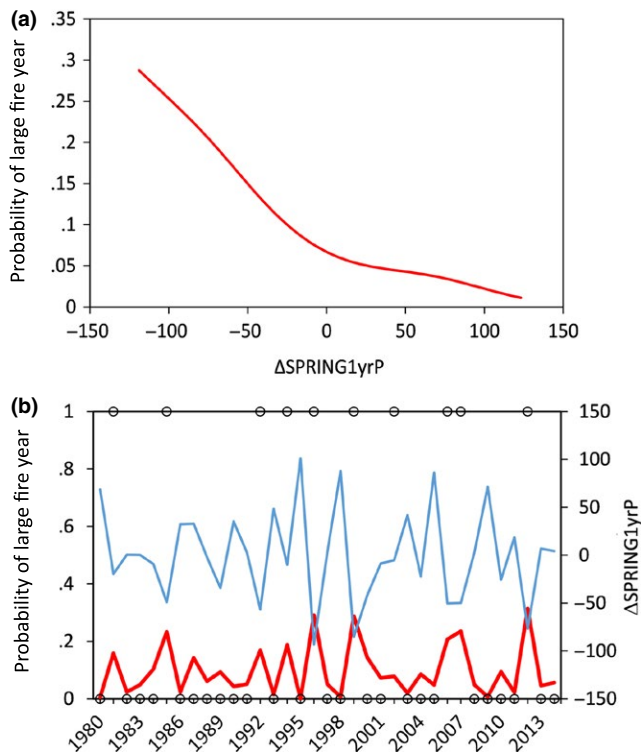 (a)
Probability of large fire year
.35
.3
.25
.2
.15
.1
.05
0
−150 −100 −50 0 50 100 150
ΔSPRING1yrP
(b)
Probability of large fire year
1
.8
.6
.4
.2
0
150
100
50
0
−50
−100
−150
ΔSPRING1yrP
1980 1983 1986 1989 1992 1995 1998 2001 2004 2007 2010 2013